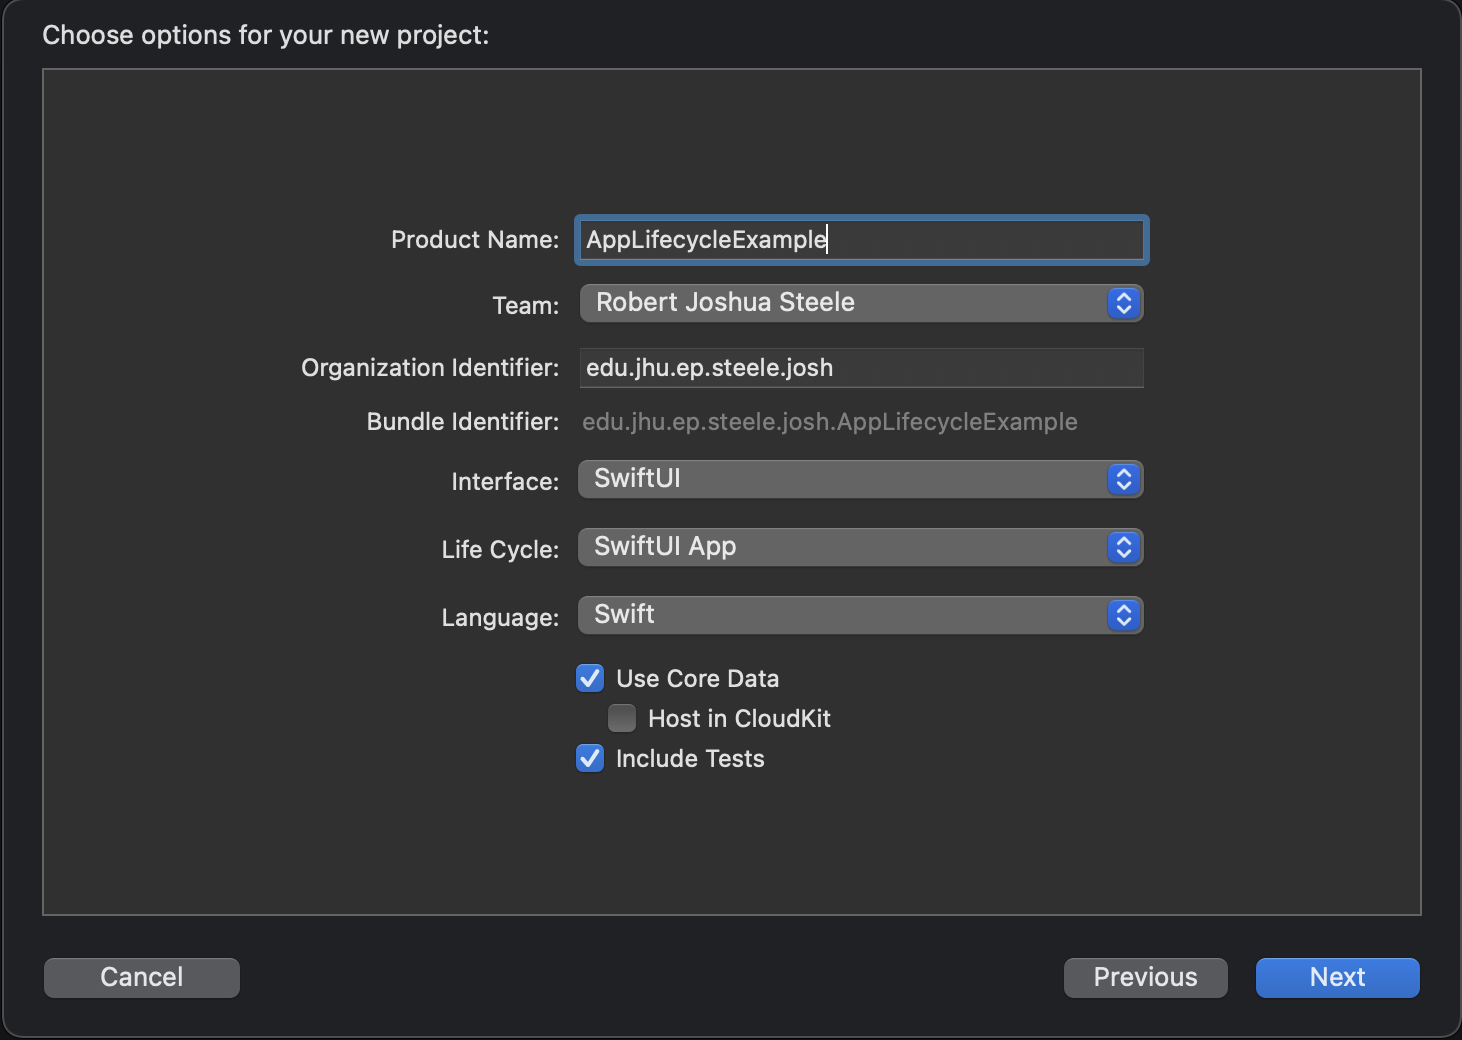 Choose options for your new project:
Product Name: AppLifecycleExample
Team: Robert Joshua Steele
Organization Identifier: edu.jhu.ep.steele.josh
Bundle Identifier: edu.jhu.ep.steele.josh.AppLifecycleExample
Interface: SwiftUI
Life Cycle: SwiftUI App
Language: Swift
Use Core Data
Host in CloudKit
Include Tests
Cancel Previous Next